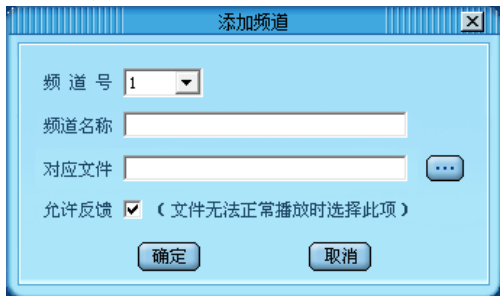 添加频道
频 道 号 1
频道名称
对应文件 ...
允许反馈 （文件无法正常播放时选择此项）
确定 取消